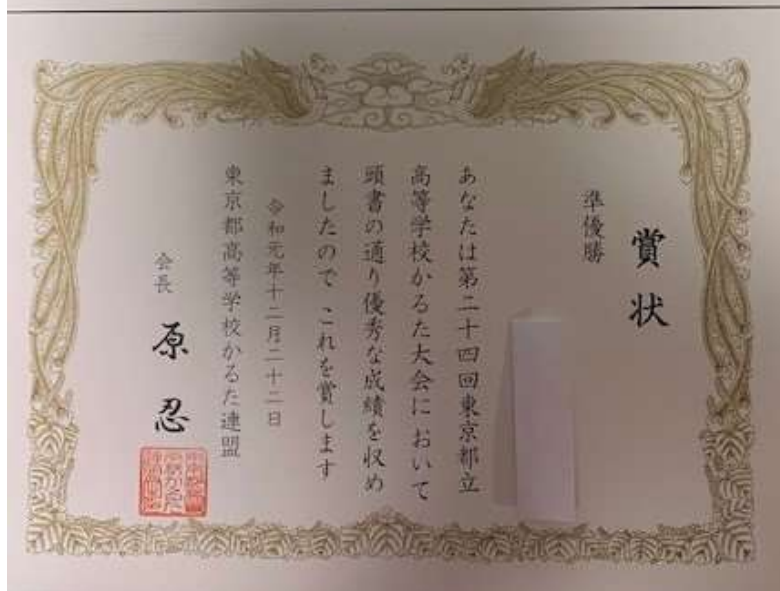 賞状
準優勝
あなたは第二十四回東京都立
高等学校かるた大会において
頭書の通り優秀な成績を収め
ましたので これを賞します
令和元年十二月二十二日
東京都高等学校かるた連盟
会長 原 忍